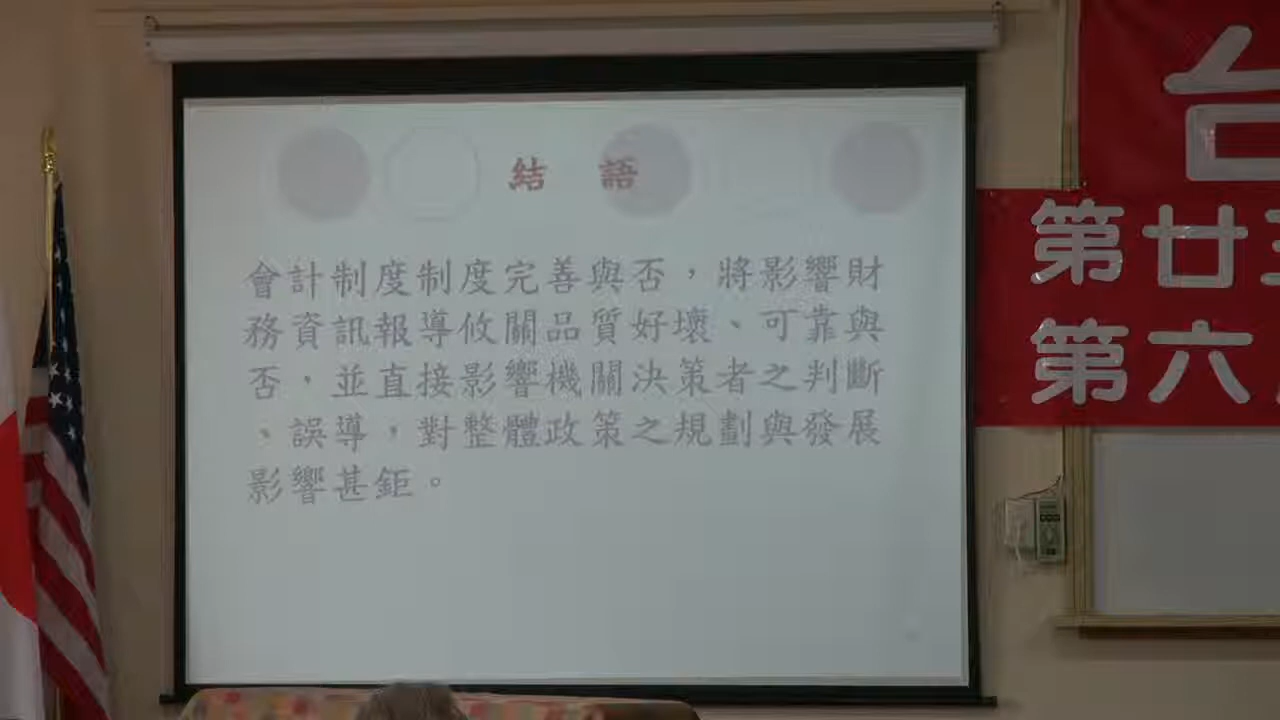 結 語
會計制度制度完善與否，將影響財
務資訊報導攸關品質好壞、可靠與
否，並直接影響機關決策者之判斷
、誤導，對整體政策之規劃與發展
影響甚鉅。
台
第廿
第六